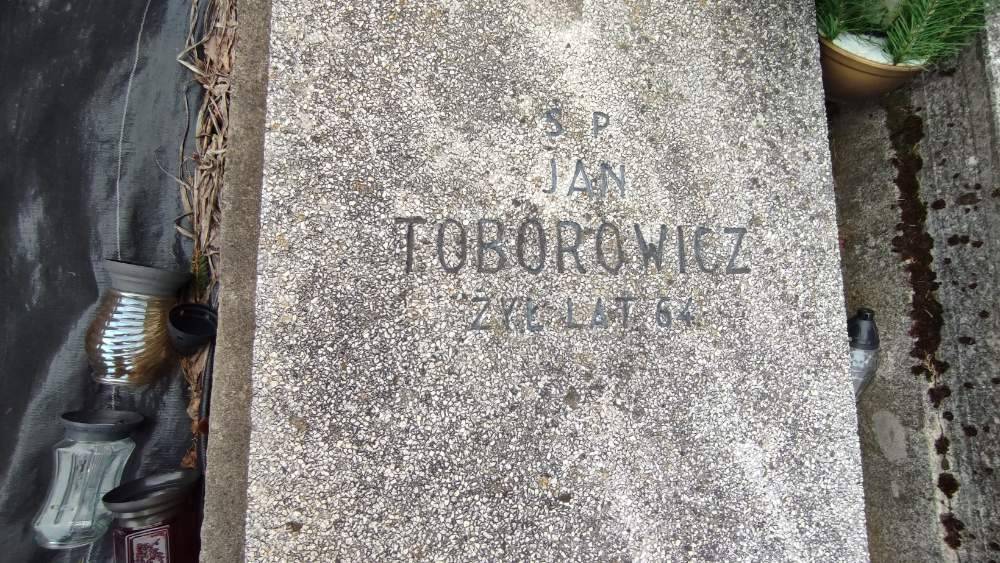 S P
JAN
TOBOROWICZ
ŻYŁ LAT 64